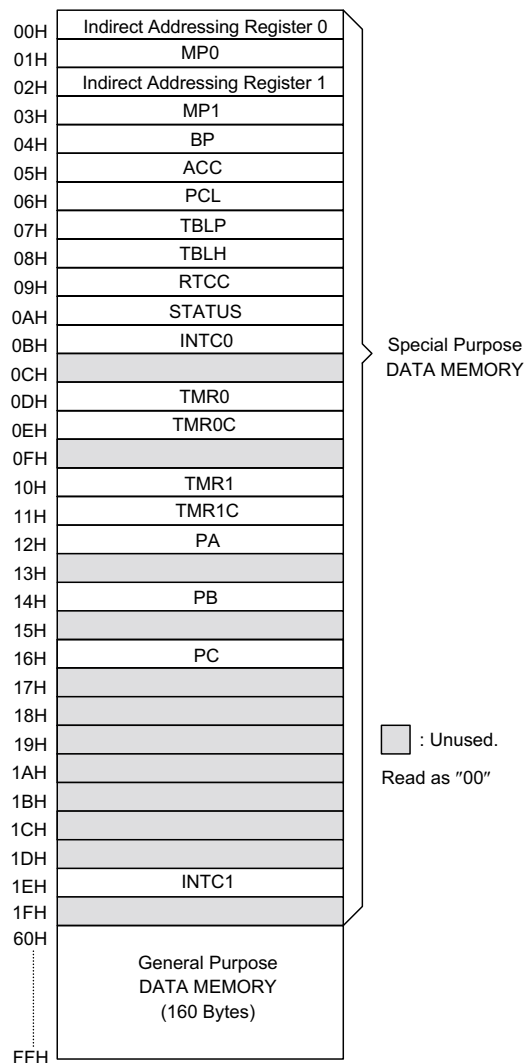 00H Indirect Addressing Register 0
01H MP0
02H Indirect Addressing Register 1
03H MP1
04H BP
05H ACC
06H PCL
07H TBLP
08H TBLH
09H RTCC
0AH STATUS
0BH INTC0
0CH
0DH TMR0
0EH TMR0C
0FH
10H TMR1
11H TMR1C
12H PA
13H
14H PB
15H
16H PC
17H
18H
19H
1AH
1BH
1CH
1DH
1EH INTC1
1FH
60H
General Purpose
DATA MEMORY
(160 Bytes)
FFH
Special Purpose
DATA MEMORY
: Unused.
Read as "00"